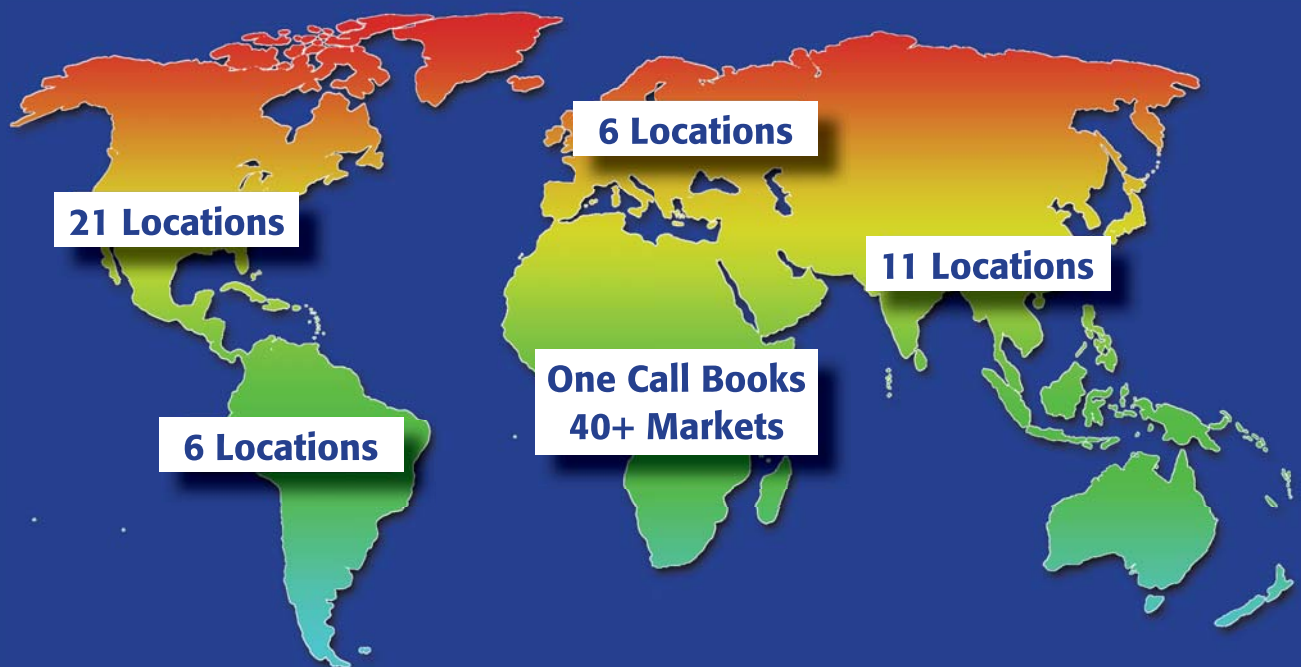 6 Locations
21 Locations
11 Locations
One Call Books
40+ Markets
6 Locations